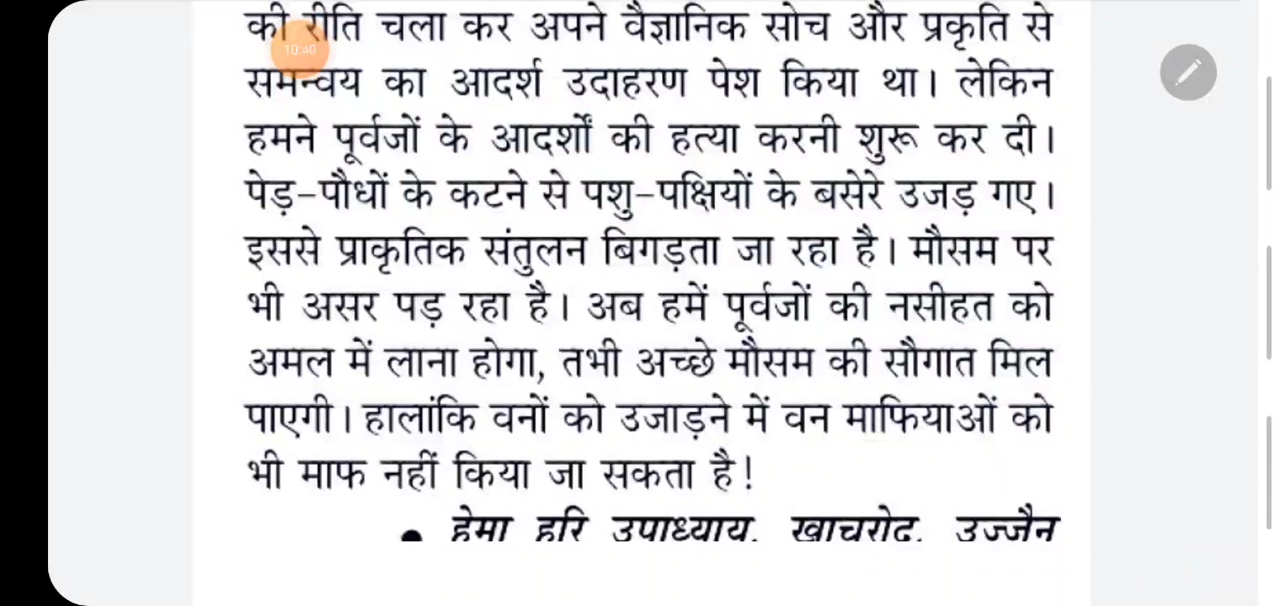 की रीति चला कर अपने वैज्ञानिक सोच और प्रकृति से
10:40
समन्वय का आदर्श उदाहरण पेश किया था। लेकिन
हमने पूर्वजों के आदर्शों की हत्या करनी शुरू कर दी।
पेड़-पौधों के कटने से पशु-पक्षियों के बसेरे उजड़ गए।
इससे प्राकृतिक संतुलन बिगड़ता जा रहा है। मौसम पर
भी असर पड़ रहा है। अब हमें पूर्वजों की नसीहत को
अमल में लाना होगा, तभी अच्छे मौसम की सौगात मिल
पाएगी। हालांकि वनों को उजाड़ने में वन माफियाओं को
भी माफ नहीं किया जा सकता है!
• हेमा हरि उपाध्याय, खाचरोद, उज्जैन